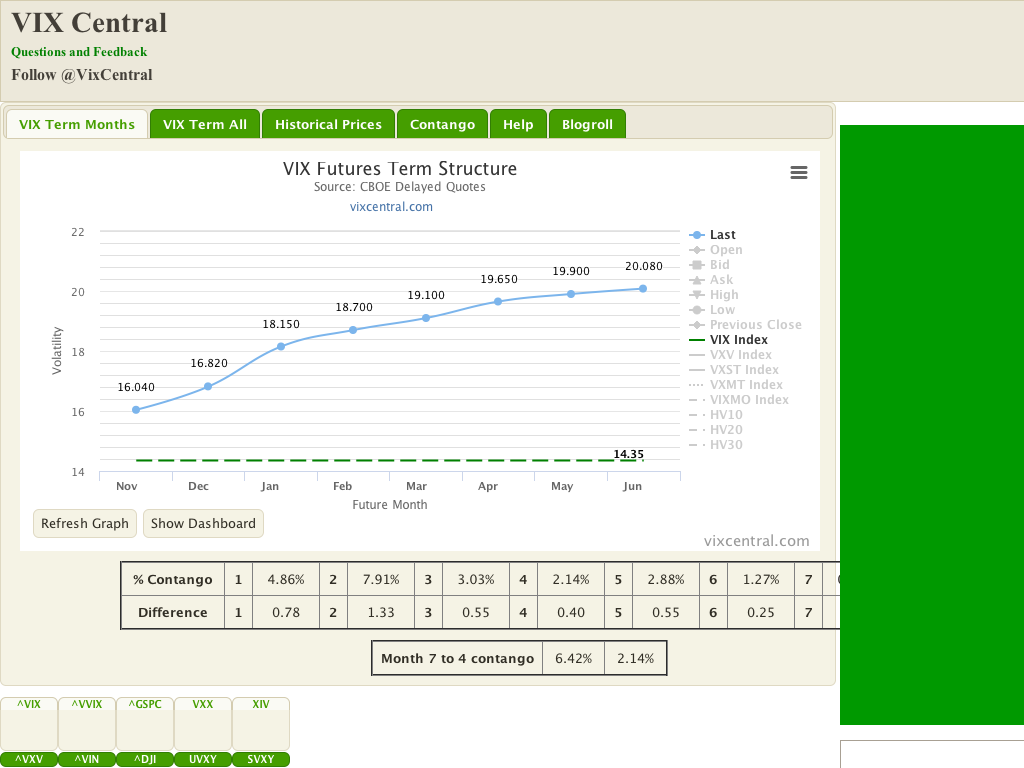 VIX Central
Questions and Feedback
Follow @VixCentral
VIX Term Months VIX Term All Historical Prices Contango Help Blogroll
VIX Futures Term Structure
Source: CBOE Delayed Quotes
vixcentral.com
Volatility
22
20
18
16
14
16.040
16.820
18.150
18.700
19.100
19.650
19.900
20.080
14.35
Nov Dec Jan Feb Mar Apr May Jun
Future Month
Last
Open
Bid
Ask
High
Low
Previous Close
VIX Index
VXV Index
VXST Index
VXMT Index
VIXMO Index
HV10
HV20
HV30
Refresh Graph Show Dashboard
vixcentral.com
% Contango 1 4.86% 2 7.91% 3 3.03% 4 2.14% 5 2.88% 6 1.27% 7
Difference 1 0.78 2 1.33 3 0.55 4 0.40 5 0.55 6 0.25 7
Month 7 to 4 contango 6.42% 2.14%
^VIX ^VVIX ^GSPC VXX XIV
^VXV ^VIN ^DJI UVXY SVXY